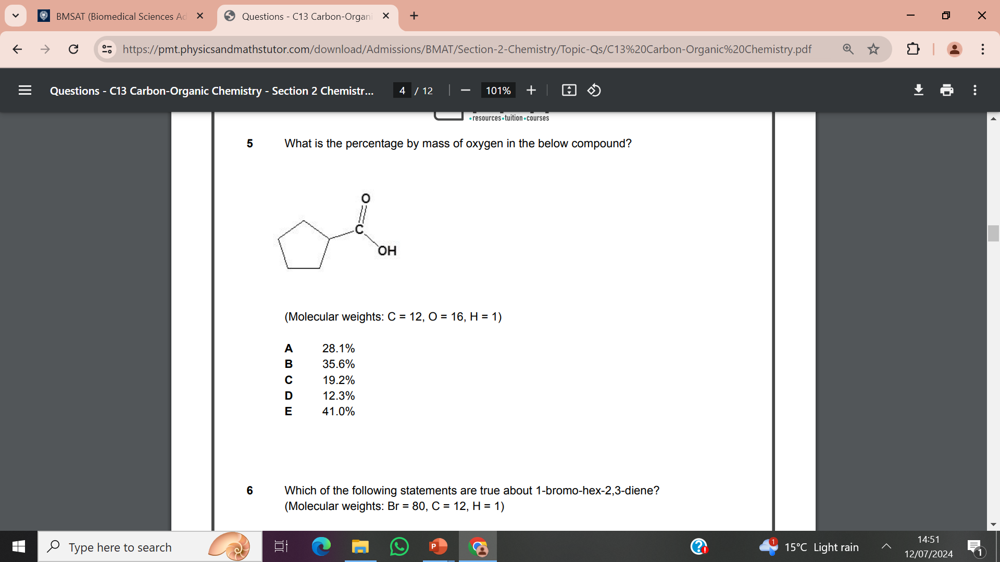 BMSAT (Biomedical Sciences Ad
Questions - C13 Carbon-Organi
https://pmt.physicsandmathstutor.com/download/Admissions/BMAT/Section-2-Chemistry/Topic-Qs/C13%20Carbon-Organic%20Chemistry.pdf
Questions - C13 Carbon-Organic Chemistry - Section 2 Chemistr... 4 / 12 101%
resources•tuition•courses
5 What is the percentage by mass of oxygen in the below compound?
O
C
OH
(Molecular weights: C = 12, O = 16, H = 1)
A 28.1%
B 35.6%
C 19.2%
D 12.3%
E 41.0%
6 Which of the following statements are true about 1-bromo-hex-2,3-diene?
(Molecular weights: Br = 80, C = 12, H = 1)
Type here to search
P
1
15°C Light rain
14:51
12/07/2024
1